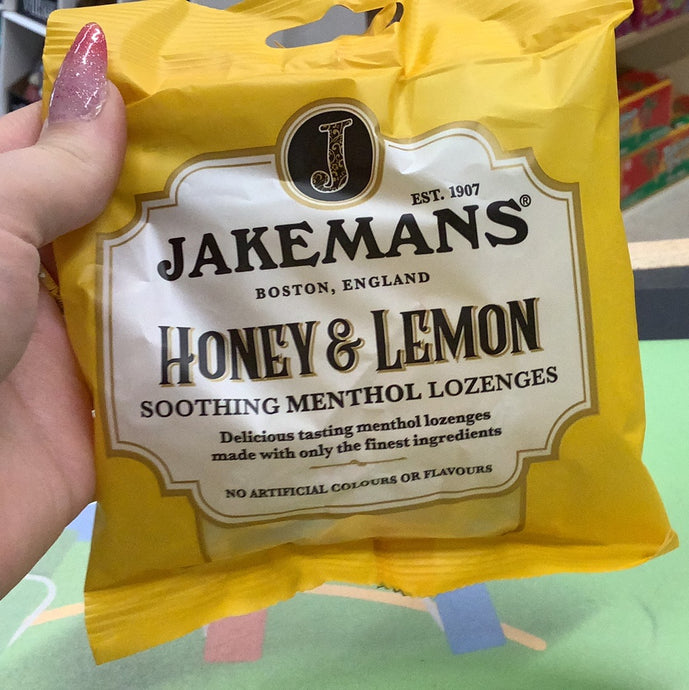 J
EST. 1907
JAKEMANS®
BOSTON, ENGLAND
HONEY & LEMON
SOOTHING MENTHOL LOZENGES
Delicious tasting menthol lozenges
made with only the finest ingredients
NO ARTIFICIAL COLOURS OR FLAVOURS